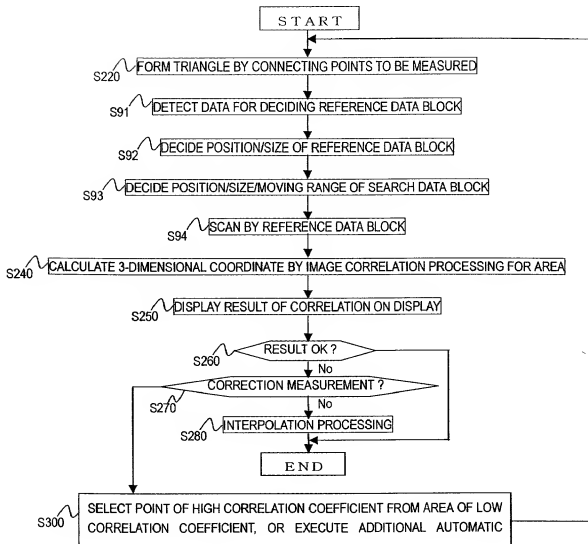 START
S220 FORM TRIANGLE BY CONNECTING POINTS TO BE MEASURED
S91 DETECT DATA FOR DECIDING REFERENCE DATA BLOCK
S92 DECIDE POSITION/SIZE OF REFERENCE DATA BLOCK
S93 DECIDE POSITION/SIZE/MOVING RANGE OF SEARCH DATA BLOCK
S94 SCAN BY REFERENCE DATA BLOCK
S240 CALCULATE 3-DIMENSIONAL COORDINATE BY IMAGE CORRELATION PROCESSING FOR AREA
S250 DISPLAY RESULT OF CORRELATION ON DISPLAY
S260 RESULT OK ?
No
S270 CORRECTION MEASUREMENT ?
No
S280 INTERPOLATION PROCESSING
END
S300 SELECT POINT OF HIGH CORRELATION COEFFICIENT FROM AREA OF LOW
CORRELATION COEFFICIENT, OR EXECUTE ADDITIONAL AUTOMATIC